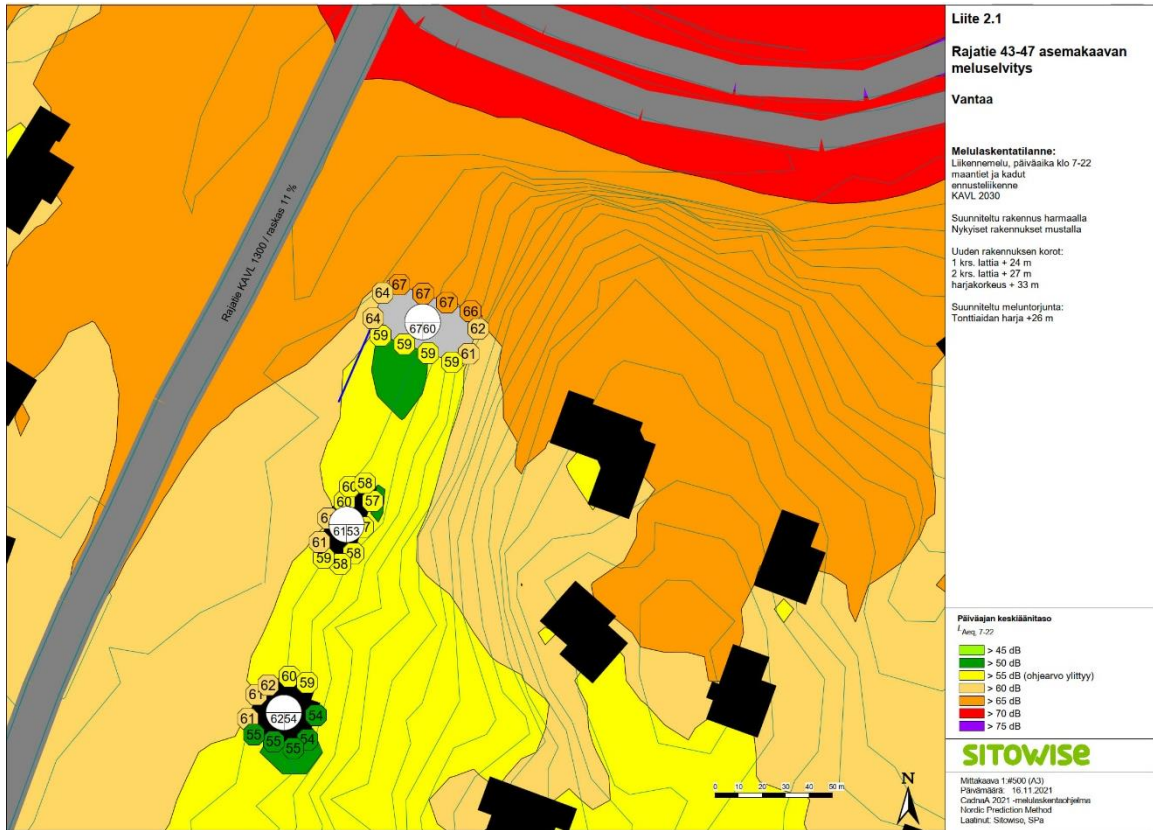 Liite 2.1
Rajatie 43-47 asemakaavan
meluselvitys
Vantaa
Melulaskentatilanne:
Liikennemelu, päiväaika klo 7-22
maantiet ja kadut
ennusteliikenne
KAVL 2030
Suunniteltu rakennus harmaalla
Nykyiset rakennukset mustalla
Uuden rakennuksen korot:
1 krs. lattia + 24 m
2 krs. lattia + 27 m
harjakorkeus + 33 m
Suunniteltu meluntorjunta:
Tonttiaidan harja +26 m
Rajatie KAVL 1300 / raskas 11 %
64 67 67 67 66
64 6760 62
59 59 59 59 61
60 58
60 57
6153
61 58
59 58
60
62 59
61
61 6254 54
55 55 55 54
Päiväajan keskiäänitaso
LAeq, 7-22
> 45 dB
> 50 dB
> 55 dB (ohjearvo ylittyy)
> 60 dB
> 65 dB
> 70 dB
> 75 dB
SITOWISE
0 10 20 30 40 50 m
N
Mittakaava 1:#500 (A3)
Päivämäärä: 16.11.2021
CadnaA 2021 -melulaskentaohjelma
Nordic Prediction Method
Laatinut: Sitowise, SPa